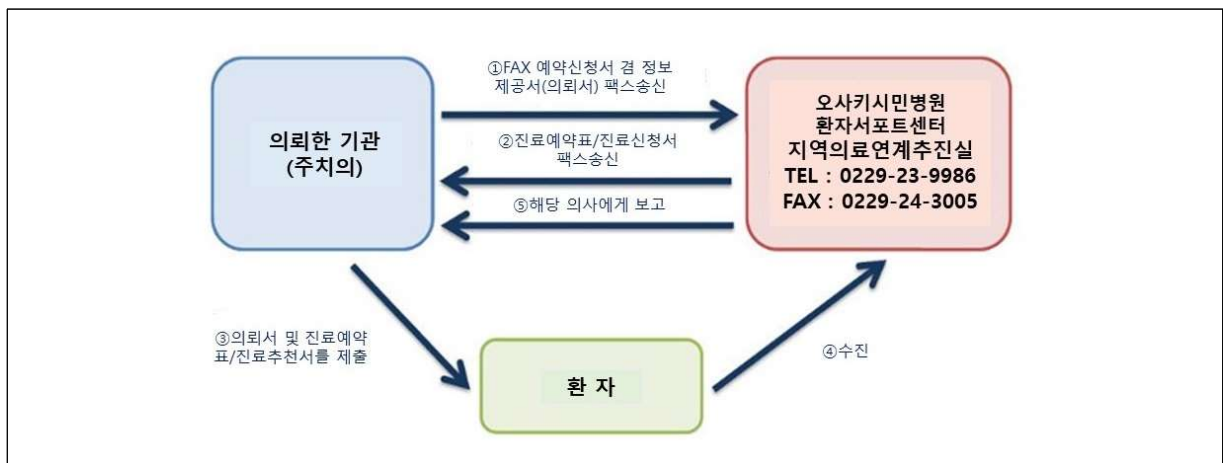 ①FAX 예약신청서 겸 정보
제공서(의뢰서) 팩스송신
의뢰한 기관
(주치의)
②진료예약표/진료신청서
팩스송신
⑤해당 의사에게 보고
오사키시민병원
환자서포트센터
지역의료연계추진실
TEL : 0229-23-9986
FAX : 0229-24-3005
③의뢰서 및 진료예약
표/진료추천서를 제출
환 자
④수진